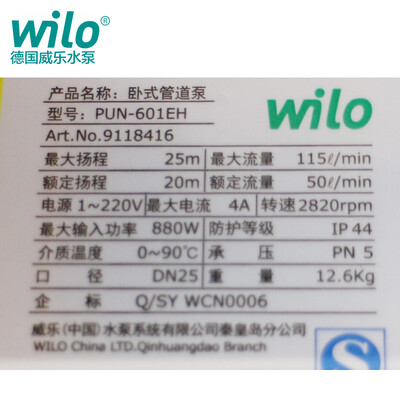 wilo
德国威乐水泵
产品名称: 卧式管道泵
型号: PUN-601EH
Art.No.9118416
wilo
最大扬程 25m 最大流量 115ℓ/min
额定扬程 20m 额定流量 50ℓ/min
电源 1~220V 最大电流 4A 转速 2820rpm
最大输入功率 880W 防护等级 IP 44
介质温度 0~90℃ 承压 PN 5
口径 DN25 重量 12.6Kg
企标 Q/SY WCN0006
威乐(中国)水泵系统有限公司秦皇岛分公司
WILO China LTD.Qinhuangdao Branch